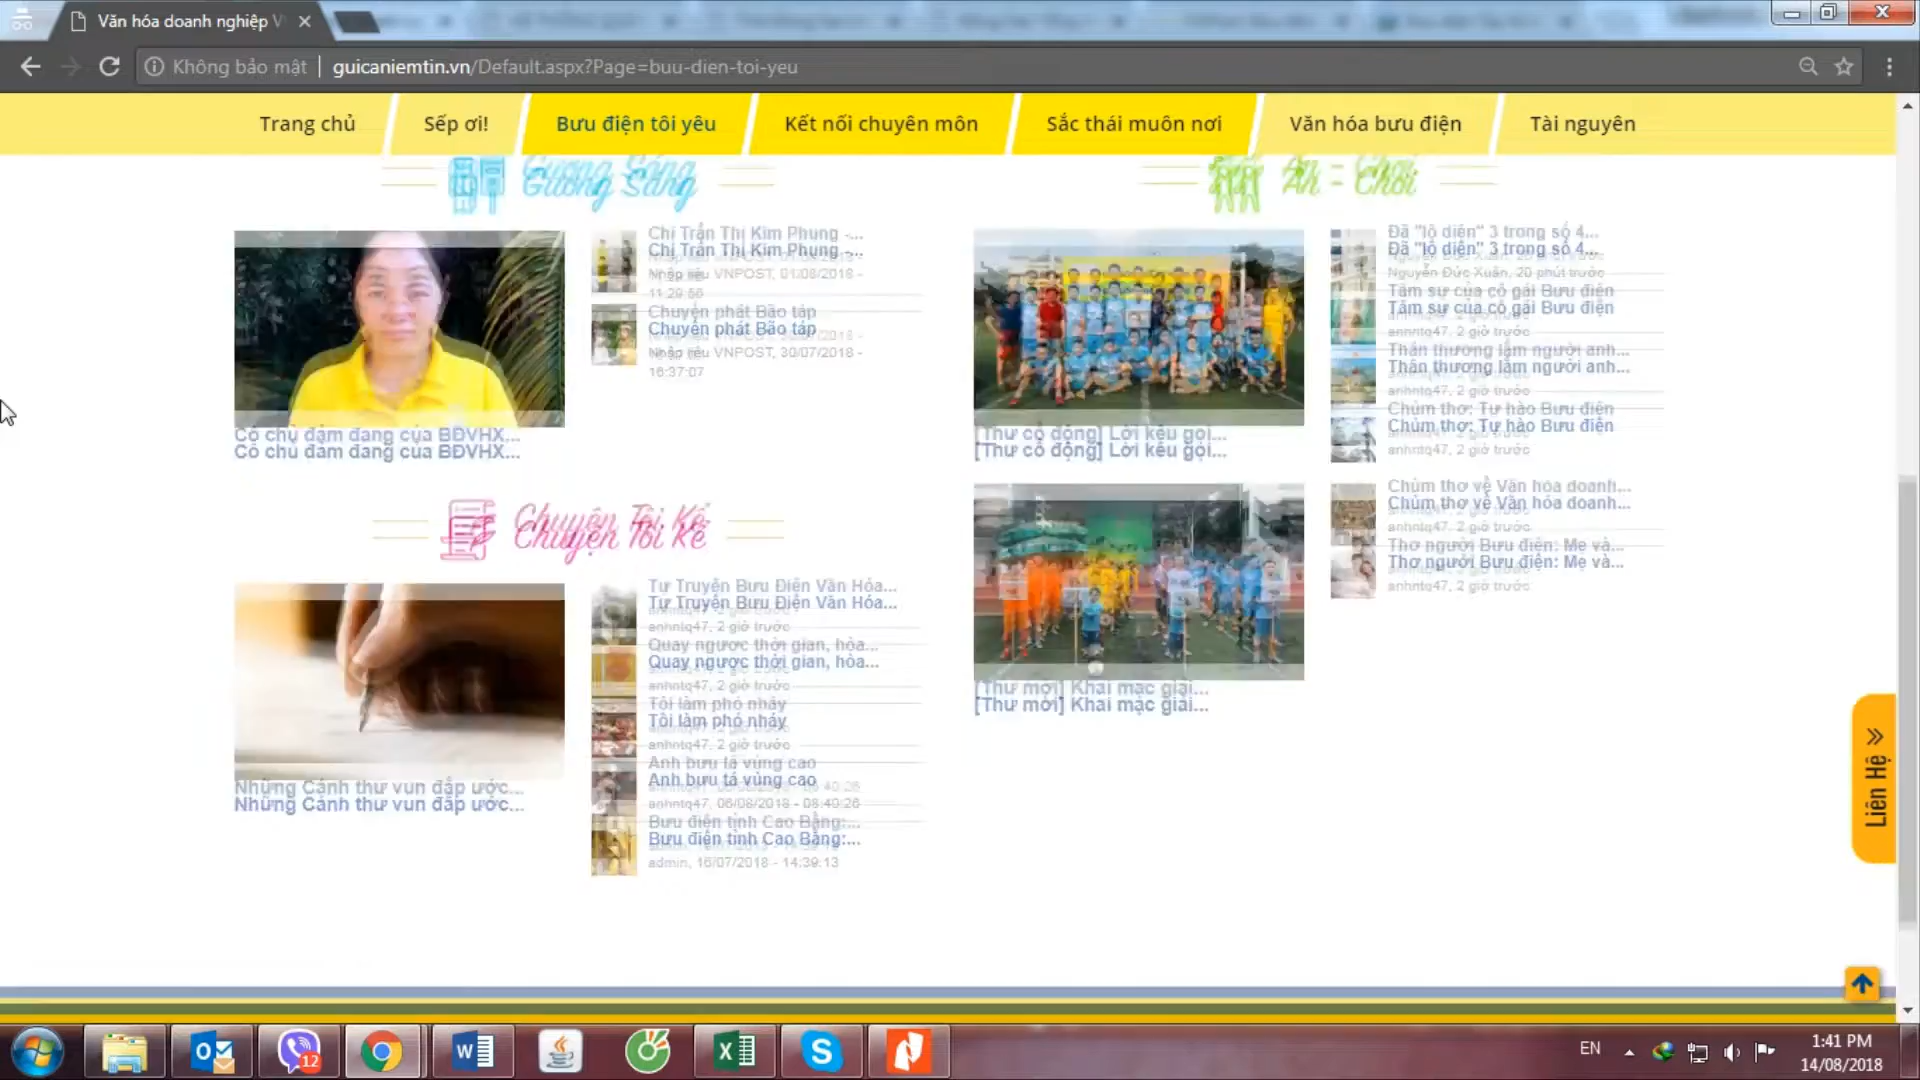 Văn hóa doanh nghiệp V
Không bảo mật
guicaniemtin.vn/Default.aspx?Page=buu-dien-toi-yeu
Trang chủ
Sếp ơi!
Bưu điện tôi yêu
Kết nối chuyên môn
Sắc thái muôn nơi
Văn hóa bưu điện
Tài nguyên
Gương Sáng
Chị Trần Thị Kim Phung -...
Nhập liệu VNPOST, 01/08/2018 -
11:29:56
Chuyến phát Bão táp
Nhập liệu VNPOST, 30/07/2018 -
16:37:07
Cô chủ đảm đang của BĐVHX...
Chuyện Tôi Kể
Tự Truyện Bưu Điện Văn Hóa...
anhntq47, 2 giờ trước
Quay ngược thời gian, hòa...
anhntq47, 2 giờ trước
Tôi làm phó nháy
anhntq47, 2 giờ trước
Anh bưu tá vùng cao
anhntq47, 06/08/2018 - 08:40:26
Bưu điện tỉnh Cao Bằng:...
admin, 16/07/2018 - 14:39:13
Những Cánh thư vun đắp ước...
Ăn - Chơi
Đã "lộ diện" 3 trong số 4...
Nguyễn Đức Xuân, 20 phút trước
Tâm sự của cô gái Bưu điện
anhntq47, 2 giờ trước
Thân thương lắm người anh...
anhntq47, 2 giờ trước
Chùm thơ: Tự hào Bưu điện
anhntq47, 2 giờ trước
[Thư cổ động] Lời kêu gọi...
Chùm thơ về Văn hóa doanh...
anhntq47, 2 giờ trước
Thơ người Bưu điện: Mẹ và...
anhntq47, 2 giờ trước
[Thư mới] Khai mạc giải...
Liên Hệ
12
EN
1:41 PM
14/08/2018